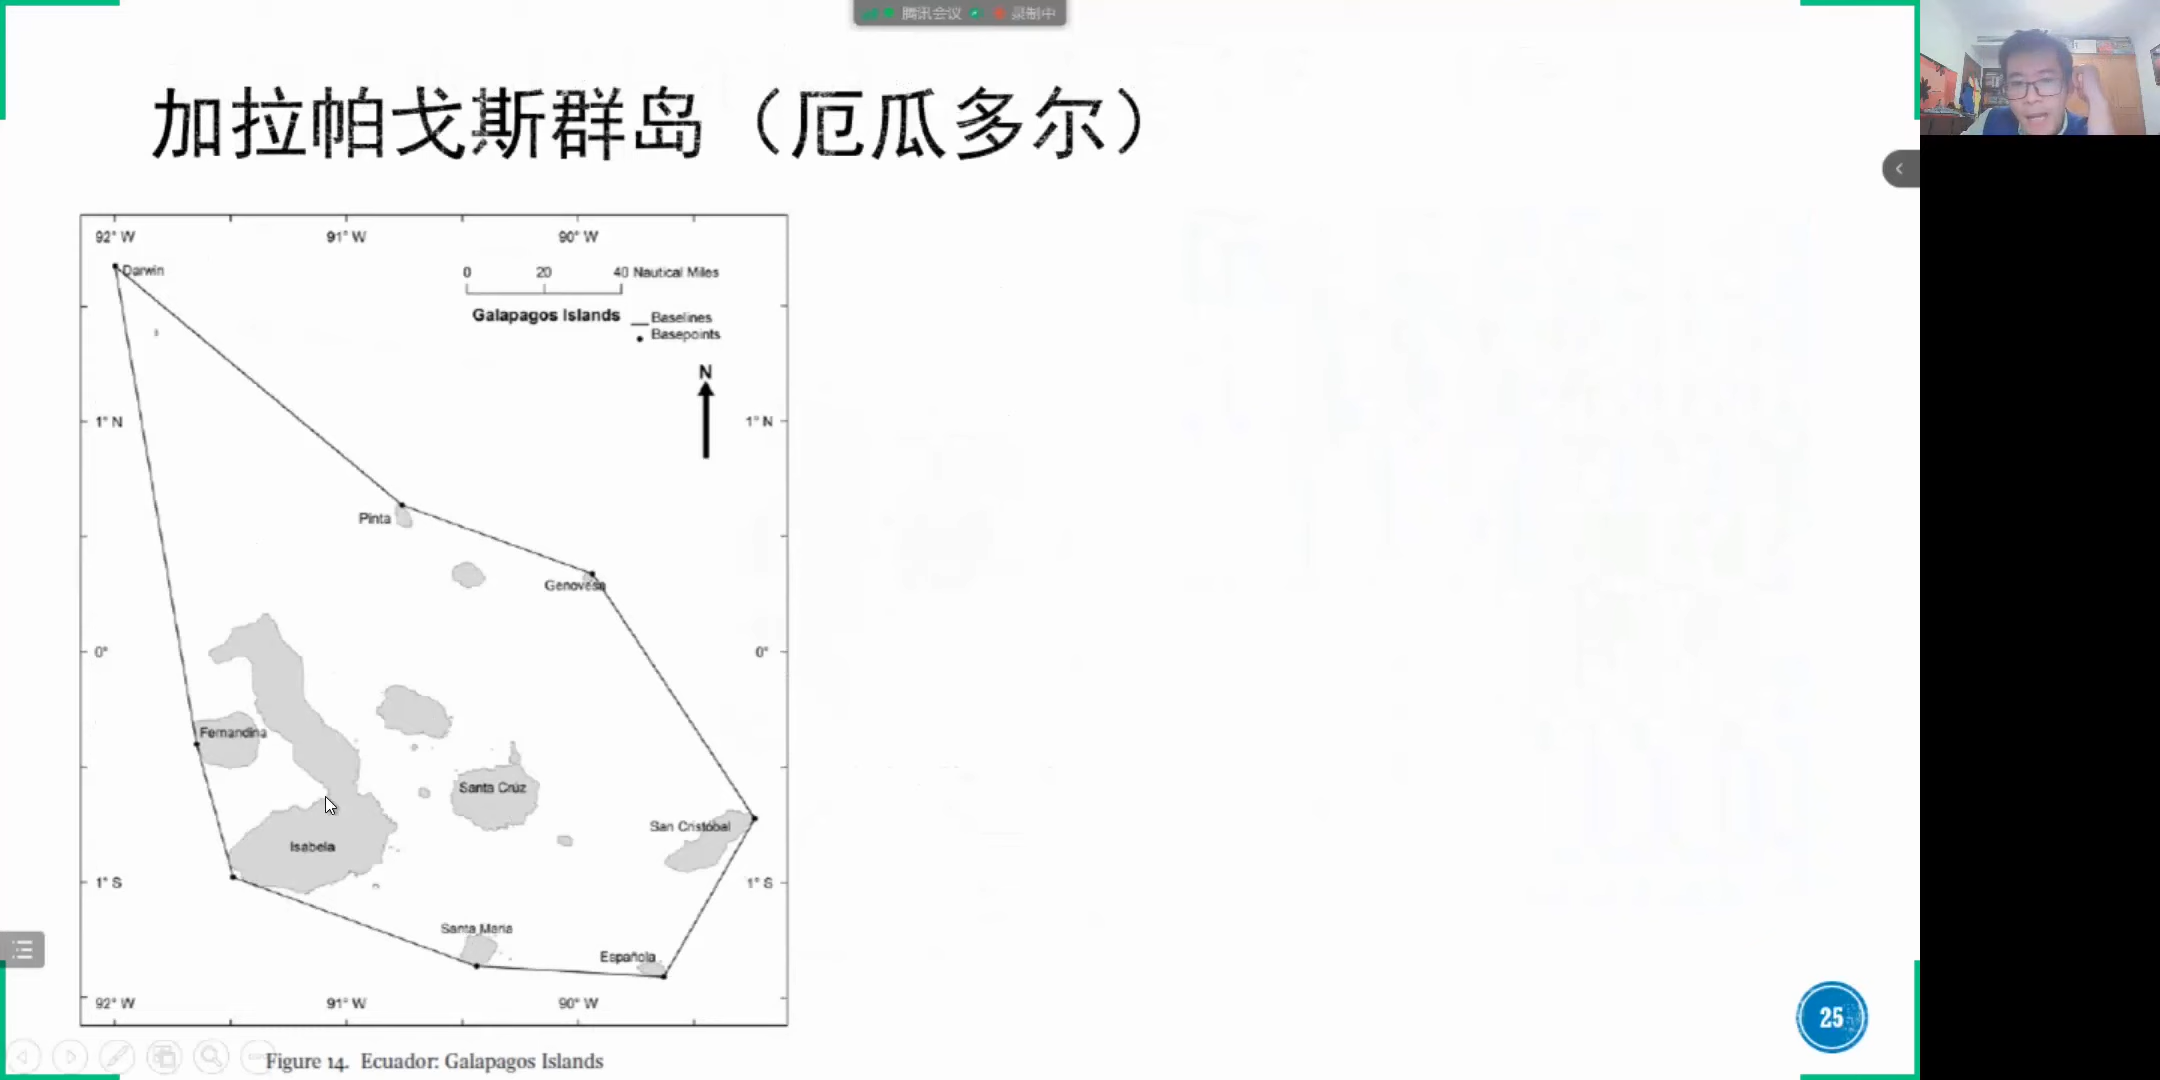 腾讯会议 录制中
加拉帕戈斯群岛（厄瓜多尔）
92° W 91° W 90° W
Darwin
0 20 40 Nautical Miles
Galapagos Islands
Baselines
Basepoints
N
1° N 1° N
Pinta
Genovesa
0° 0°
Fernandina
Santa Crúz
San Cristóbal
Isabela
1° S 1° S
Santa Maria
Española
92° W 91° W 90° W
25
Figure 14. Ecuador: Galapagos Islands